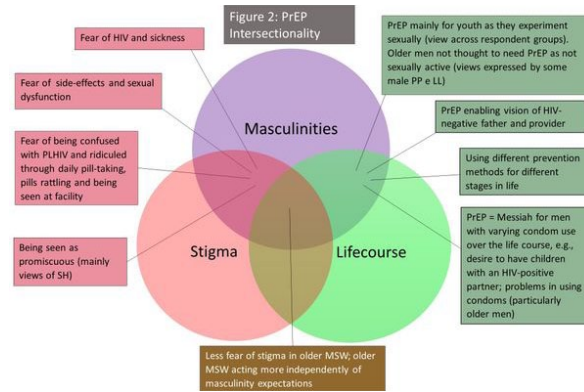 Figure 2: PrEP
Intersectionality
Fear of HIV and sickness
Fear of side-effects and sexual
dysfunction
Fear of being confused
with PLHIV and ridiculed
through daily pill-taking,
pills rattling and being
seen at facility
Being seen as
promiscuous (mainly
views of SH)
Masculinities
Stigma
Lifecourse
PrEP mainly for youth as they experiment
sexually (view across respondent groups).
Older men not thought to need PrEP as not
sexually active (views expressed by some
male PP e LL)
PrEP enabling vision of HIV-
negative father and provider
Using different prevention
methods for different
stages in life
PrEP = Messiah for men
with varying condom use
over the life course, e.g.,
desire to have children
with an HIV-positive
partner; problems in using
condoms (particularly
older men)
Less fear of stigma in older MSW; older
MSW acting more independently of
masculinity expectations